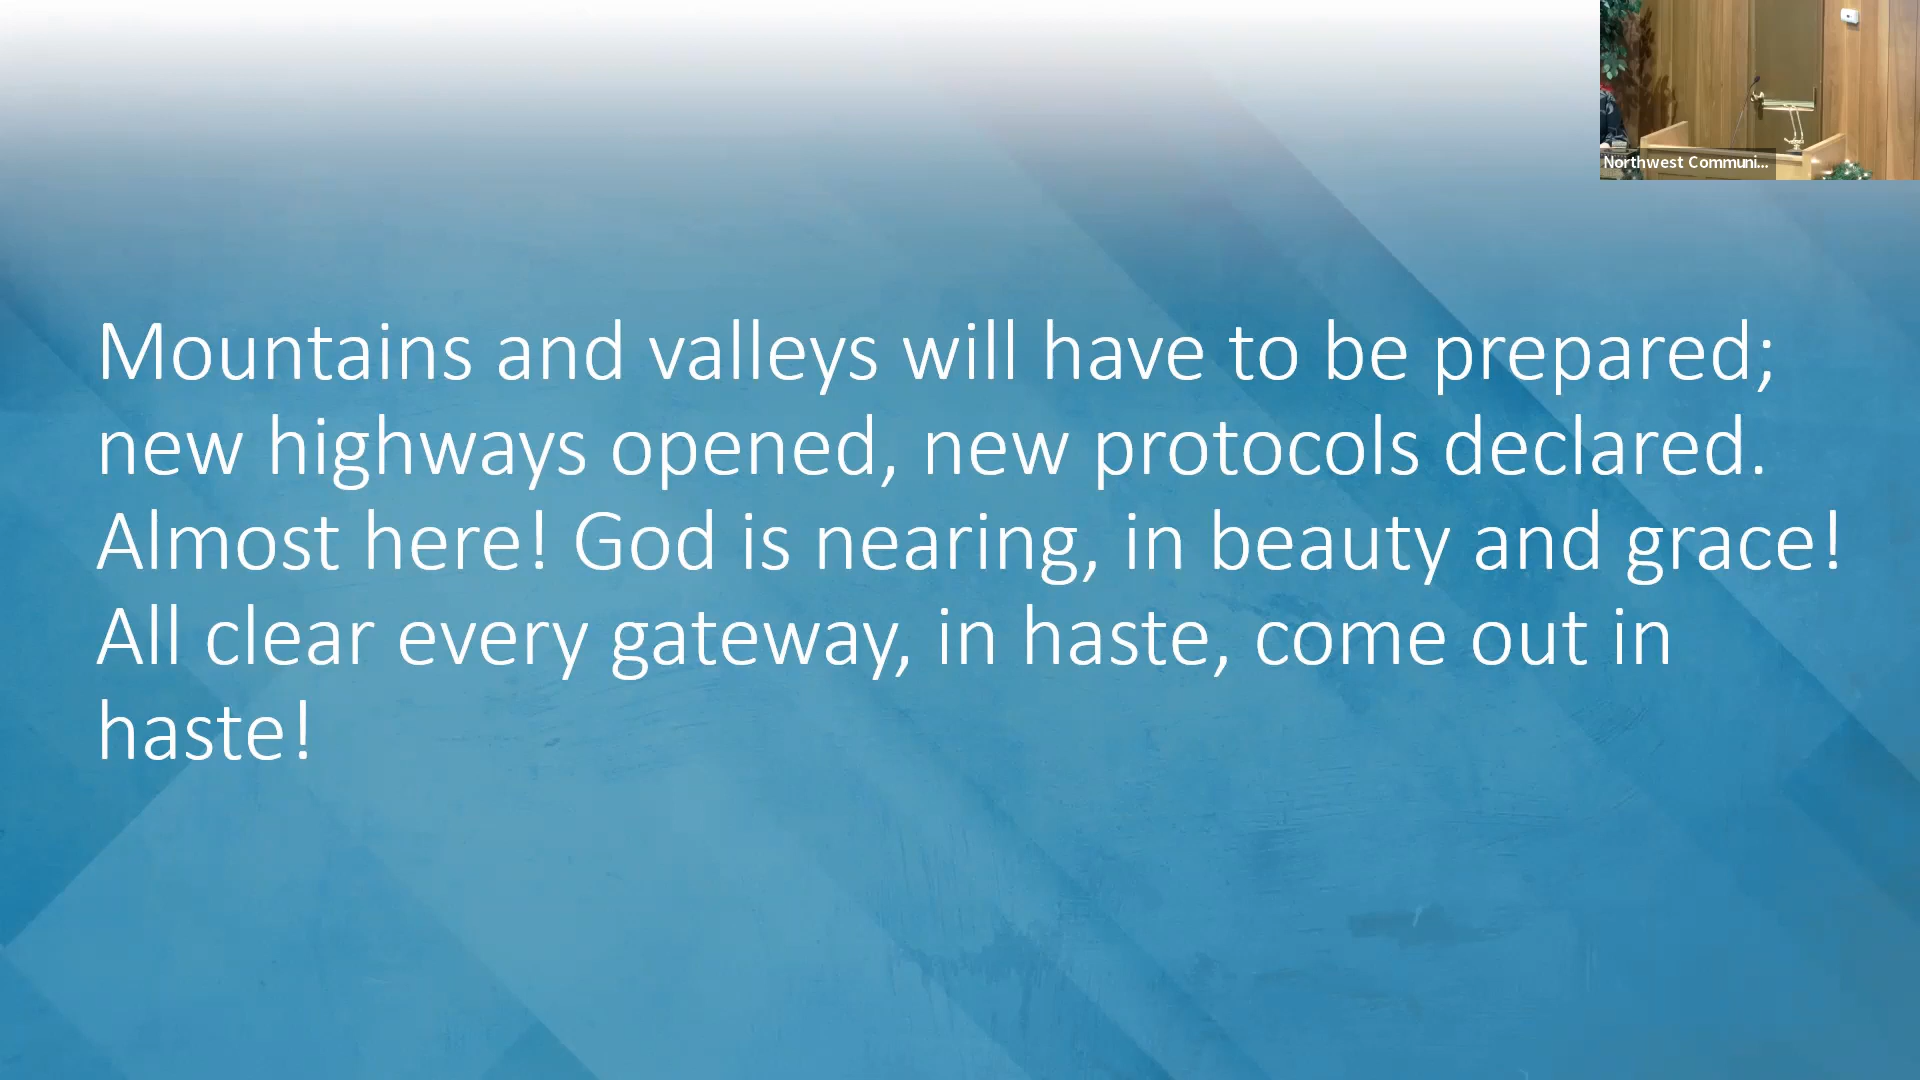 Northwest Communi...
Mountains and valleys will have to be prepared;
new highways opened, new protocols declared.
Almost here! God is nearing, in beauty and grace!
All clear every gateway, in haste, come out in
haste!